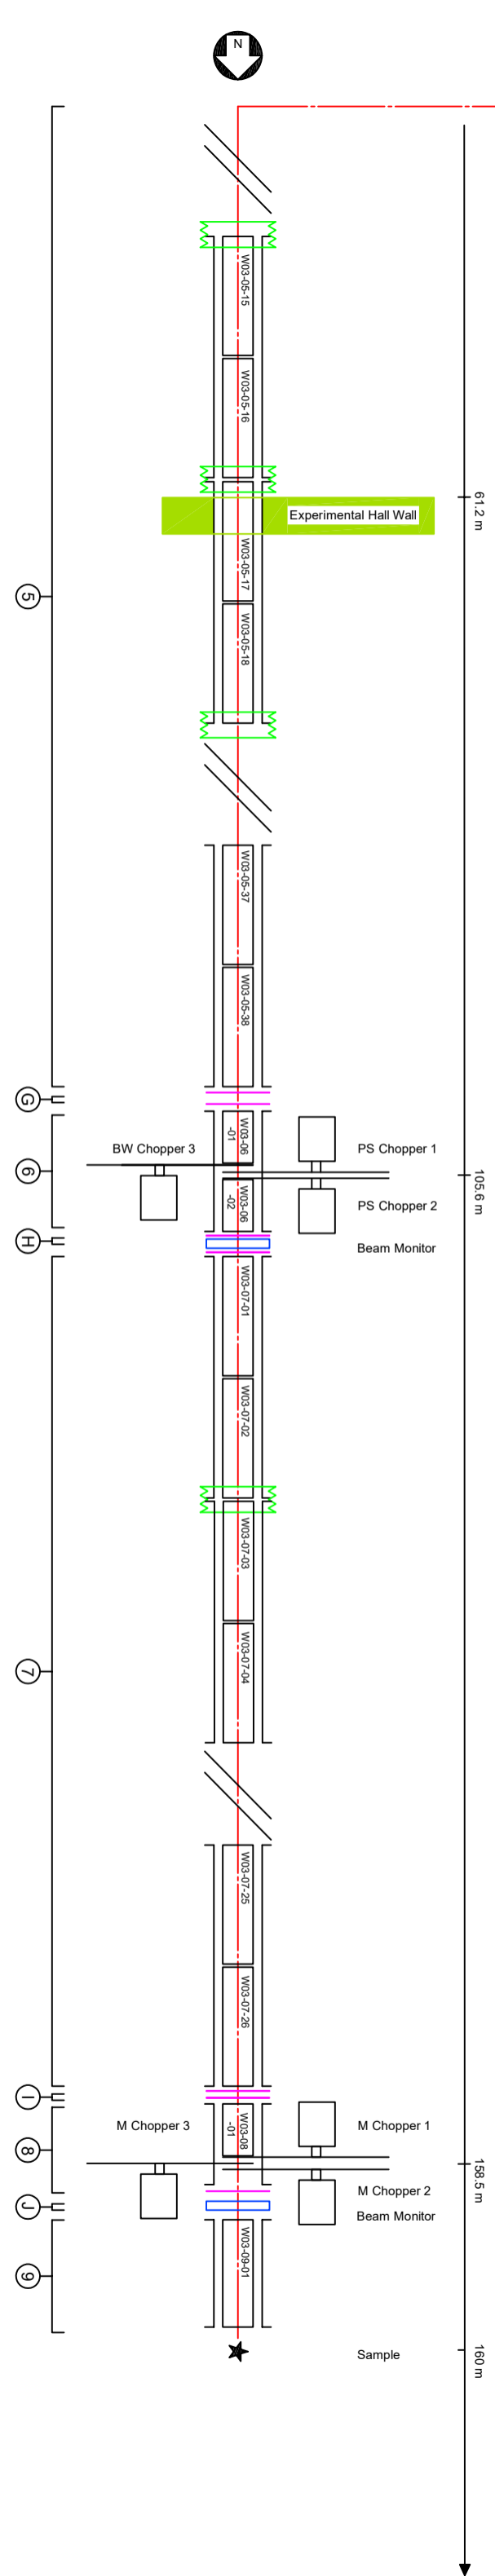 N
W03-05-15
W03-05-16
61.2 m
Experimental Hall Wall
W03-05-17
5
W03-05-18
W03-05-37
W03-05-38
G
W03-06
-01
BW Chopper 3
PS Chopper 1
6
105.6 m
W03-06
-02
PS Chopper 2
H
Beam Monitor
W03-07-01
W03-07-02
W03-07-03
W03-07-04
7
W03-07-25
W03-07-26
I
W03-08
-01
M Chopper 3
M Chopper 1
8
158.5 m
M Chopper 2
J
Beam Monitor
W03-09-01
9
Sample
160 m